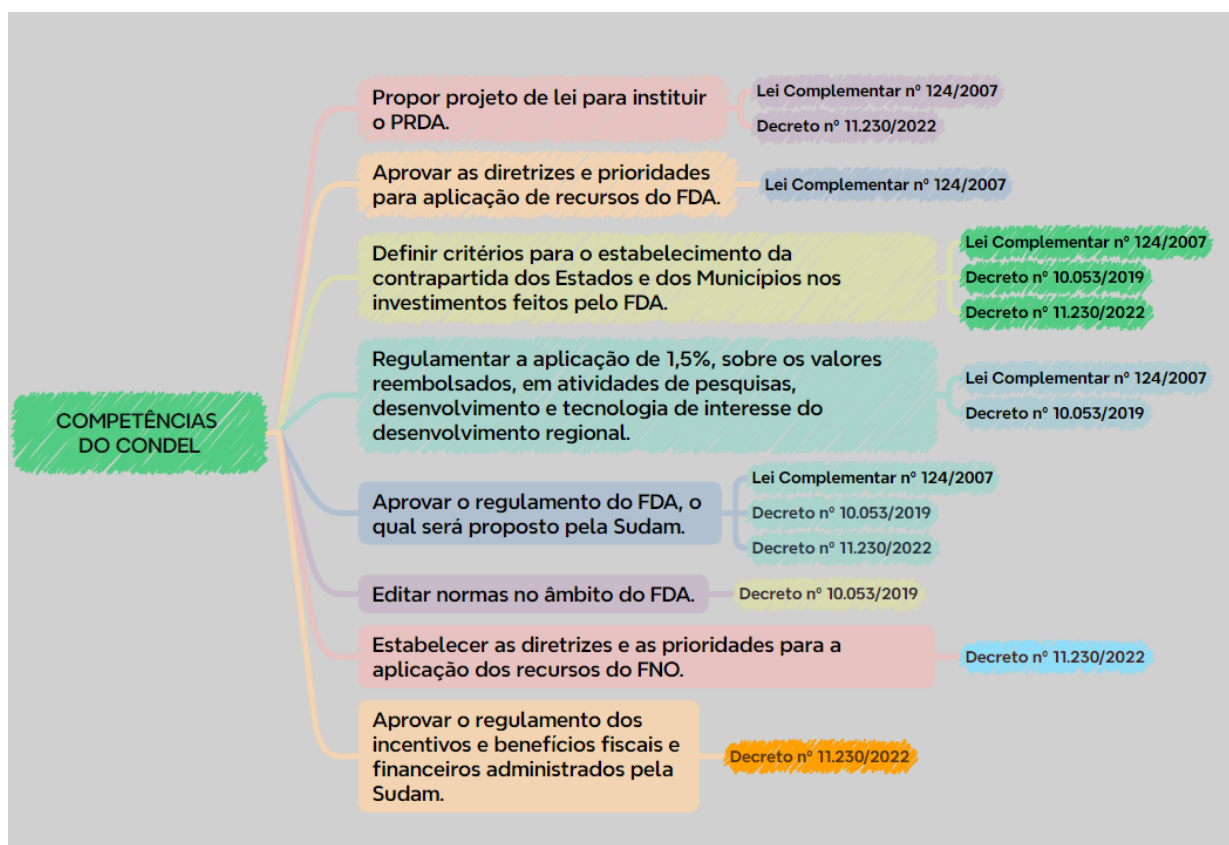 Propor projeto de lei para instituir
o PRDA.
Lei Complementar nº 124/2007
Decreto nº 11.230/2022
Aprovar as diretrizes e prioridades
para aplicação de recursos do FDA.
Lei Complementar nº 124/2007
Definir critérios para o estabelecimento da
contrapartida dos Estados e dos Municípios nos
investimentos feitos pelo FDA.
Lei Complementar nº 124/2007
Decreto nº 10.053/2019
Decreto nº 11.230/2022
COMPETÊNCIAS
DO CONDEL
Regulamentar a aplicação de 1,5%, sobre os valores
reembolsados, em atividades de pesquisas,
desenvolvimento e tecnologia de interesse do
desenvolvimento regional.
Lei Complementar nº 124/2007
Decreto nº 10.053/2019
Aprovar o regulamento do FDA, o
qual será proposto pela Sudam.
Lei Complementar nº 124/2007
Decreto nº 10.053/2019
Decreto nº 11.230/2022
Editar normas no âmbito do FDA.
Decreto nº 10.053/2019
Estabelecer as diretrizes e as prioridades para a
aplicação dos recursos do FNO.
Decreto nº 11.230/2022
Aprovar o regulamento dos
incentivos e benefícios fiscais e
financeiros administrados pela
Sudam.
Decreto nº 11.230/2022